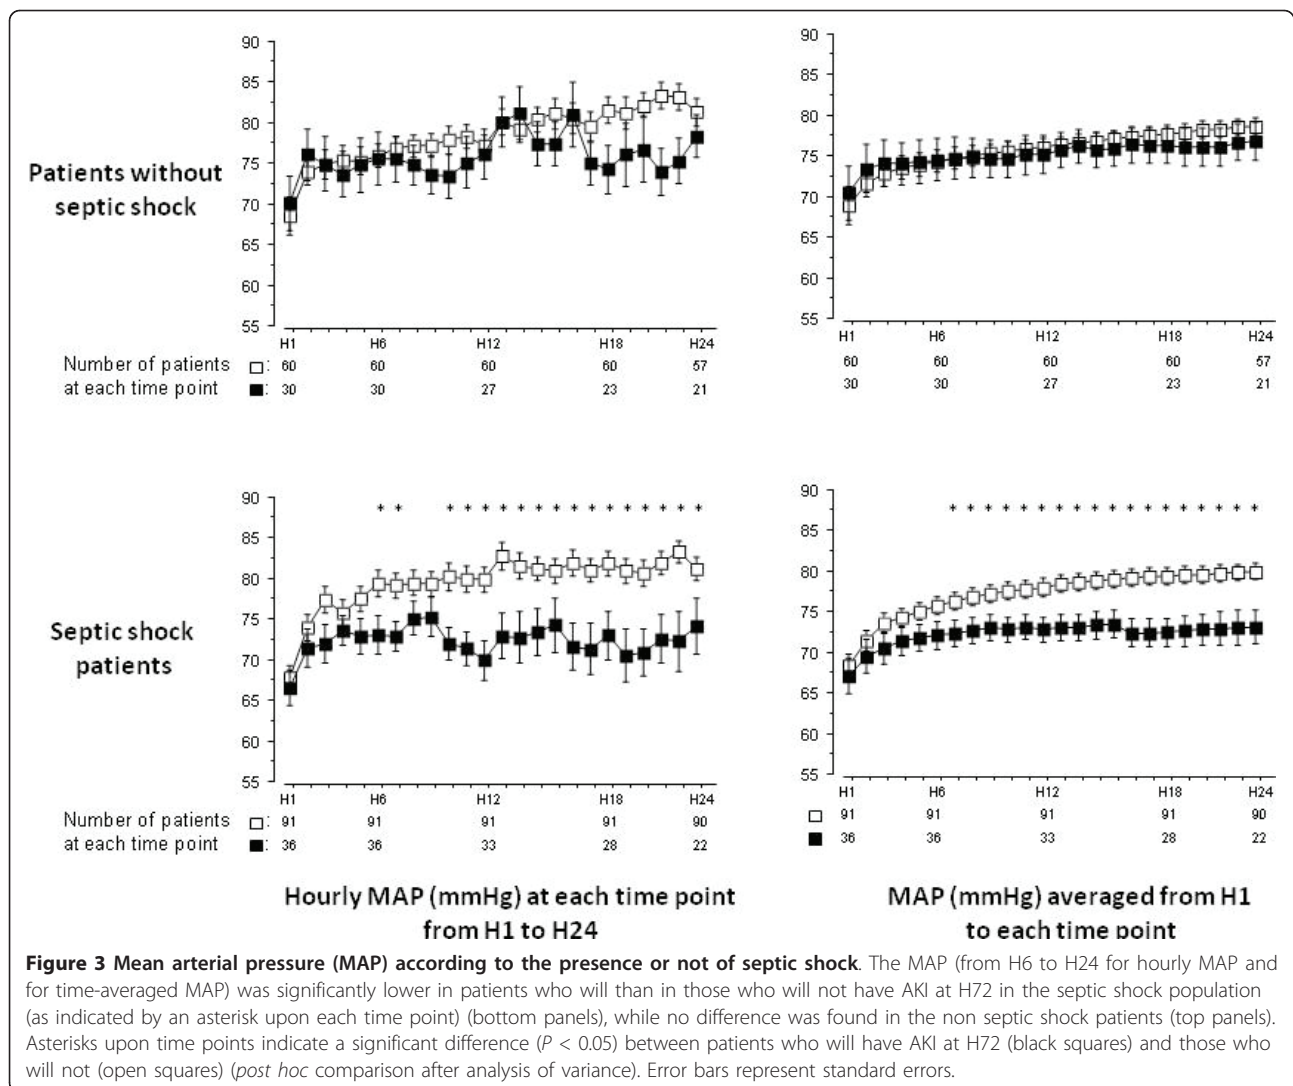 90
85
80
75
70
65
60
55
Patients without
septic shock
H1 H6 H12 H18 H24
Number of patients □: 60 60 60 60 57
at each time point ■: 30 30 27 23 21
90
85
80
75
70
65
60
55
H1 H6 H12 H18 H24
60 60 60 60 57
30 30 27 23 21
90
85
80
75
70
65
60
55
* * * * * * * * * * * * * * * * *
Septic shock
patients
H1 H6 H12 H18 H24
Number of patients □: 91 91 91 91 90
at each time point ■: 36 36 33 28 22
90
85
80
75
70
65
60
55
* * * * * * * * * * * * * * * * * *
H1 H6 H12 H18 H24
□ 91 91 91 91 90
■ 36 36 33 28 22
Hourly MAP (mmHg) at each time point
from H1 to H24
MAP (mmHg) averaged from H1
to each time point
Figure 3 Mean arterial pressure (MAP) according to the presence or not of septic shock. The MAP (from H6 to H24 for hourly MAP and
for time-averaged MAP) was significantly lower in patients who will than in those who will not have AKI at H72 in the septic shock population
(as indicated by an asterisk upon each time point) (bottom panels), while no difference was found in the non septic shock patients (top panels).
Asterisks upon time points indicate a significant difference (P < 0.05) between patients who will have AKI at H72 (black squares) and those who
will not (open squares) (post hoc comparison after analysis of variance). Error bars represent standard errors.